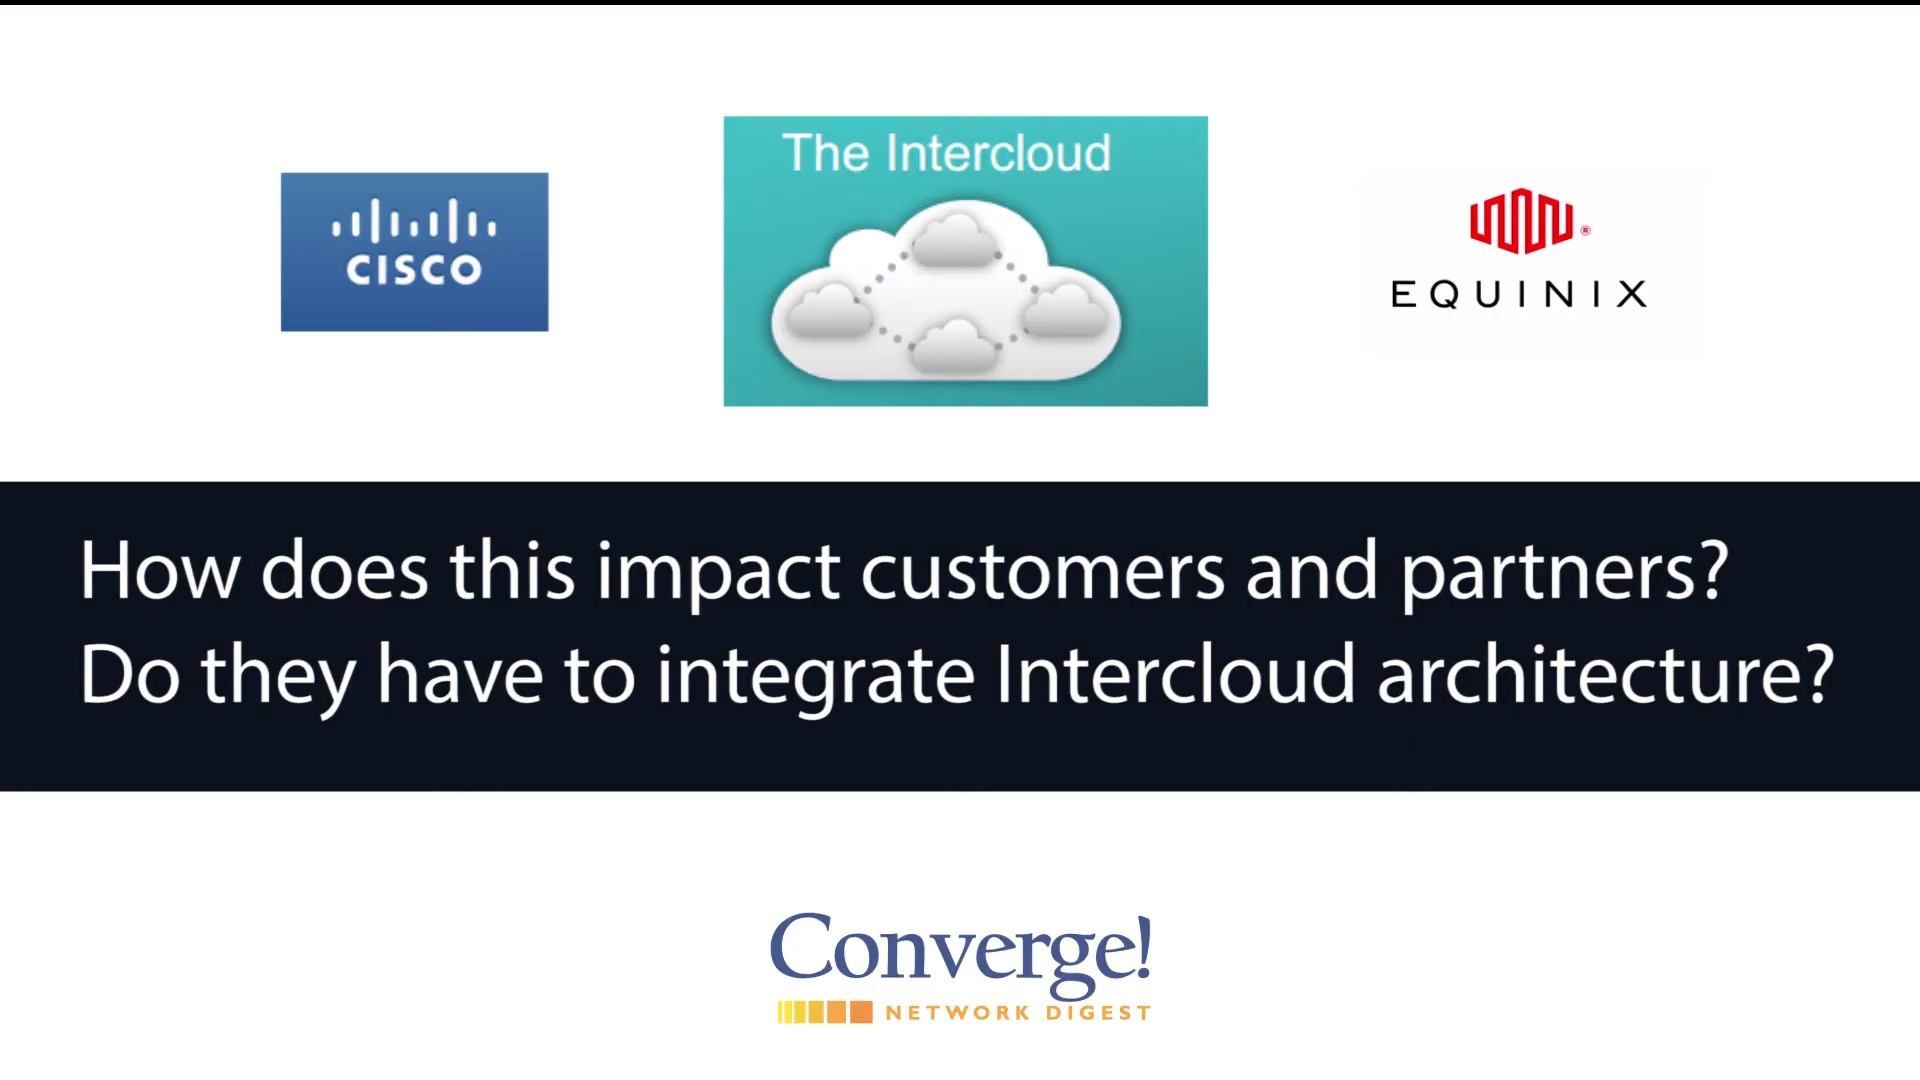 The Intercloud
CISCO
EQUINIX
®
How does this impact customers and partners?
Do they have to integrate Intercloud architecture?
Converge!
NETWORK DIGEST